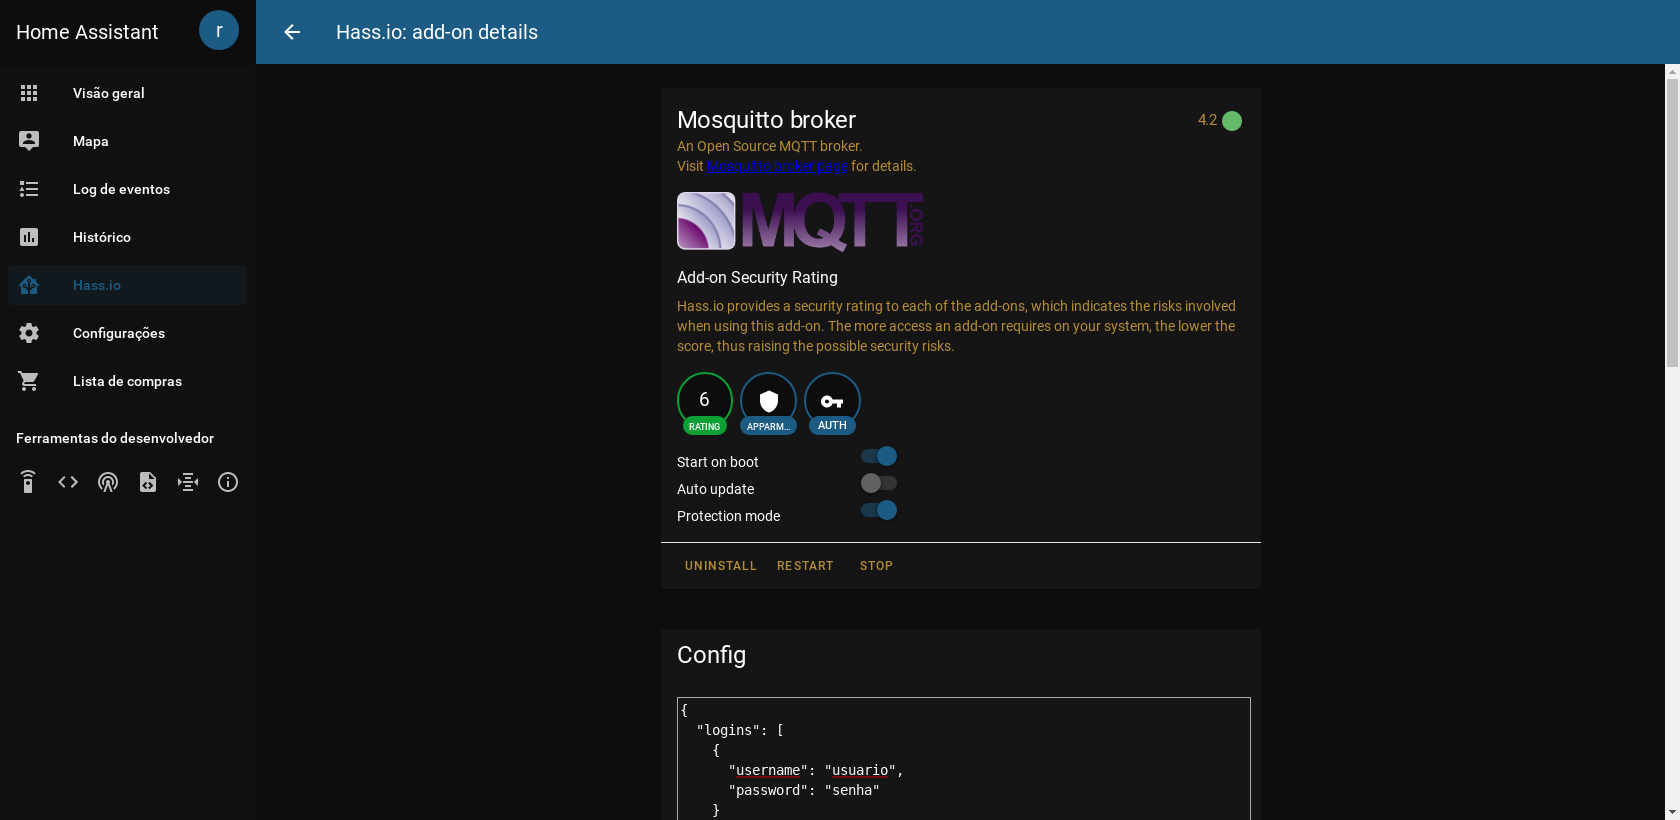 Home Assistant
r
Hass.io: add-on details
Visão geral
Mapa
Log de eventos
Histórico
Hass.io
Configurações
Lista de compras
Ferramentas do desenvolvedor
Mosquitto broker
4.2
An Open Source MQTT broker.
Visit Mosquitto broker page for details.
MQTT.ORG
Add-on Security Rating
Hass.io provides a security rating to each of the add-ons, which indicates the risks involved
when using this add-on. The more access an add-on requires on your system, the lower the
score, thus raising the possible security risks.
6
RATING
APPARM...
AUTH
Start on boot
Auto update
Protection mode
UNINSTALL RESTART STOP
Config
{
"logins": [
{
"username": "usuario",
"password": "senha"
}